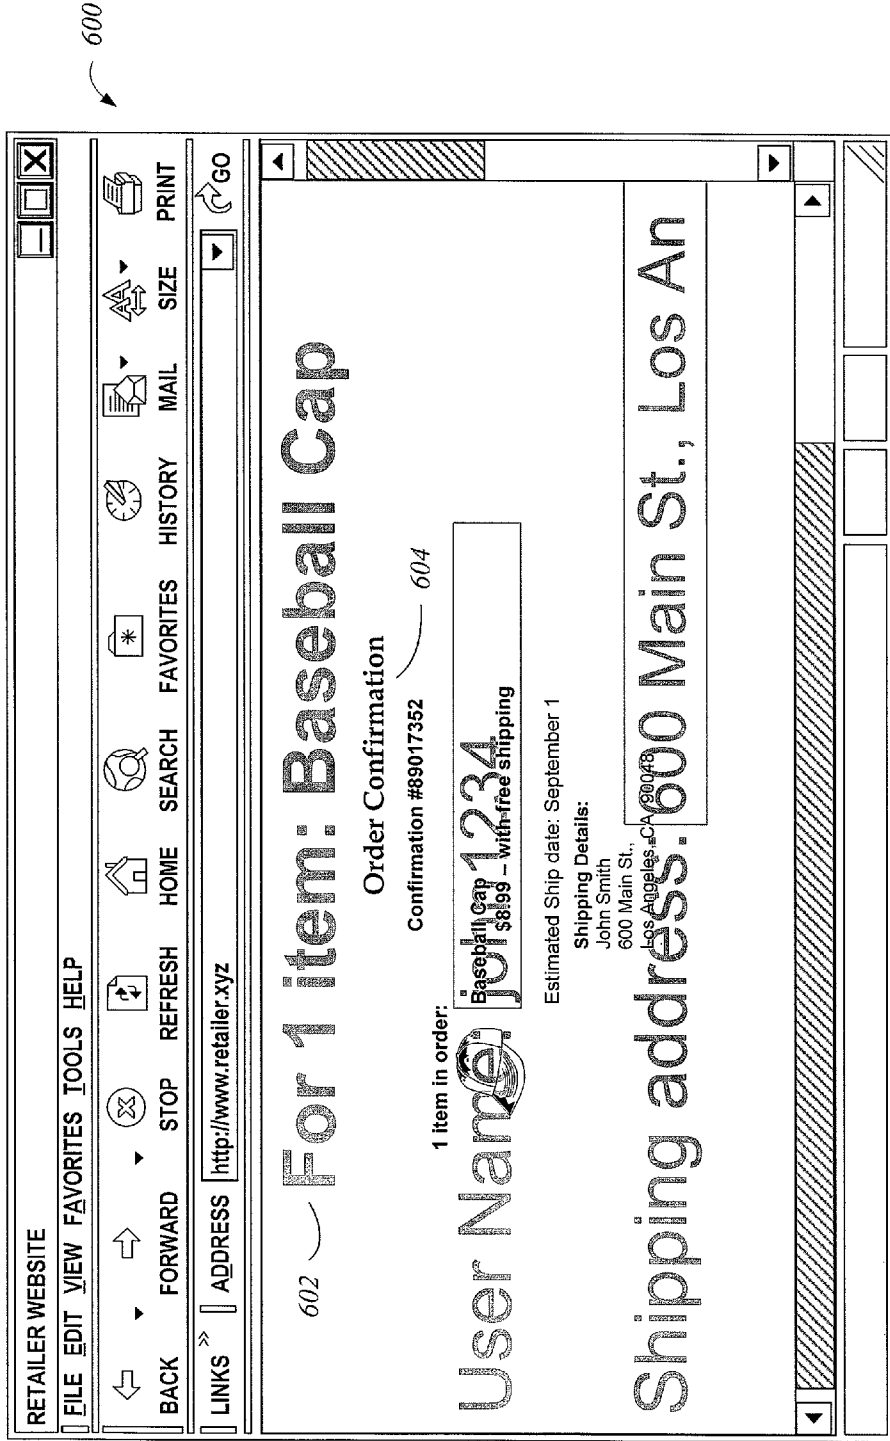 600
RETAILER WEBSITE
FILE EDIT VIEW FAVORITES TOOLS HELP
BACK FORWARD STOP REFRESH HOME SEARCH FAVORITES HISTORY MAIL SIZE PRINT
LINKS » ADDRESS http://www.retailer.xyz GO
602
For 1 item: Baseball Cap
Order Confirmation
604
Confirmation #89017352
1 item in order:
User Name: john1234
Baseball Cap
$8.99 – with free shipping
Estimated Ship date: September 1
Shipping Details:
John Smith
600 Main St.,
Los Angeles, CA, 90048
Shipping address: 600 Main St., Los An